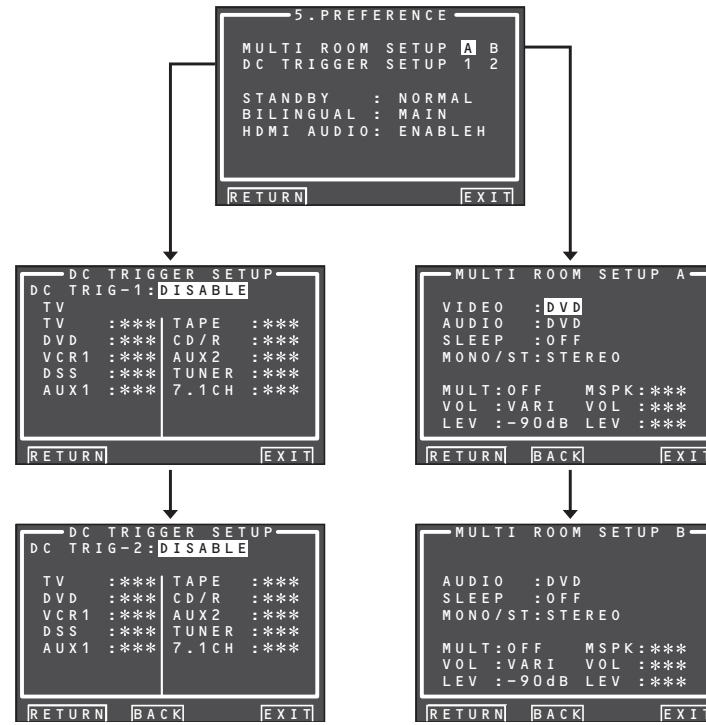 5.PREFERENCE
MULTI ROOM SETUP A B
DC TRIGGER SETUP 1 2
STANDBY : NORMAL
BILINGUAL : MAIN
HDMI AUDIO: ENABLEH
RETURN EXIT
DC TRIGGER SETUP
DC TRIG-1:DISABLE
TV
TV :*** TAPE :***
DVD :*** CD/R :***
VCR1 :*** AUX2 :***
DSS :*** TUNER :***
AUX1 :*** 7.1CH :***
RETURN EXIT
MULTI ROOM SETUP A
VIDEO :DVD
AUDIO :DVD
SLEEP :OFF
MONO/ST:STEREO
MULT:OFF MSPK:***
VOL :VARI VOL :***
LEV :-90dB LEV :***
RETURN BACK EXIT
DC TRIGGER SETUP
DC TRIG-2:DISABLE
TV :*** TAPE :***
DVD :*** CD/R :***
VCR1 :*** AUX2 :***
DSS :*** TUNER :***
AUX1 :*** 7.1CH :***
RETURN BACK EXIT
MULTI ROOM SETUP B
AUDIO :DVD
SLEEP :OFF
MONO/ST:STEREO
MULT:OFF MSPK:***
VOL :VARI VOL :***
LEV :-90dB LEV :***
RETURN BACK EXIT